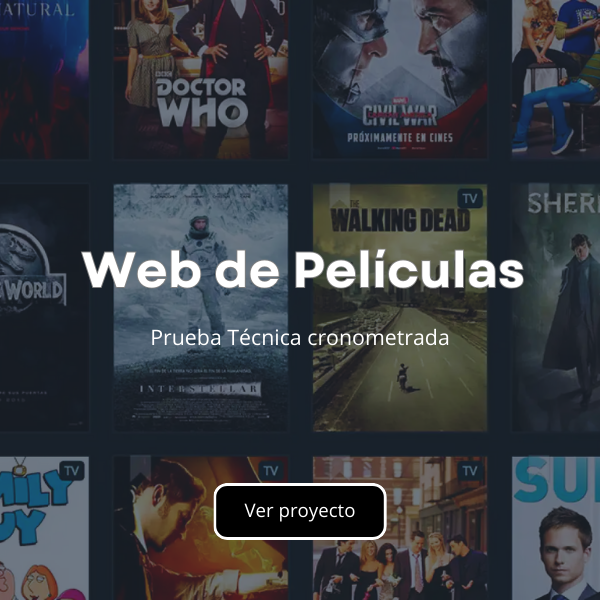 NATURAL
BBC
DOCTOR
WHO
MARVEL
CIVIL WAR
PRÓXIMAMENTE EN CINES
TV
THE
WALKING DEAD
SHER
WORLD
Web de Películas
Prueba Técnica cronometrada
INTERSTELLAR
TV
TV
TV
MILY
UY
SU
Ver proyecto